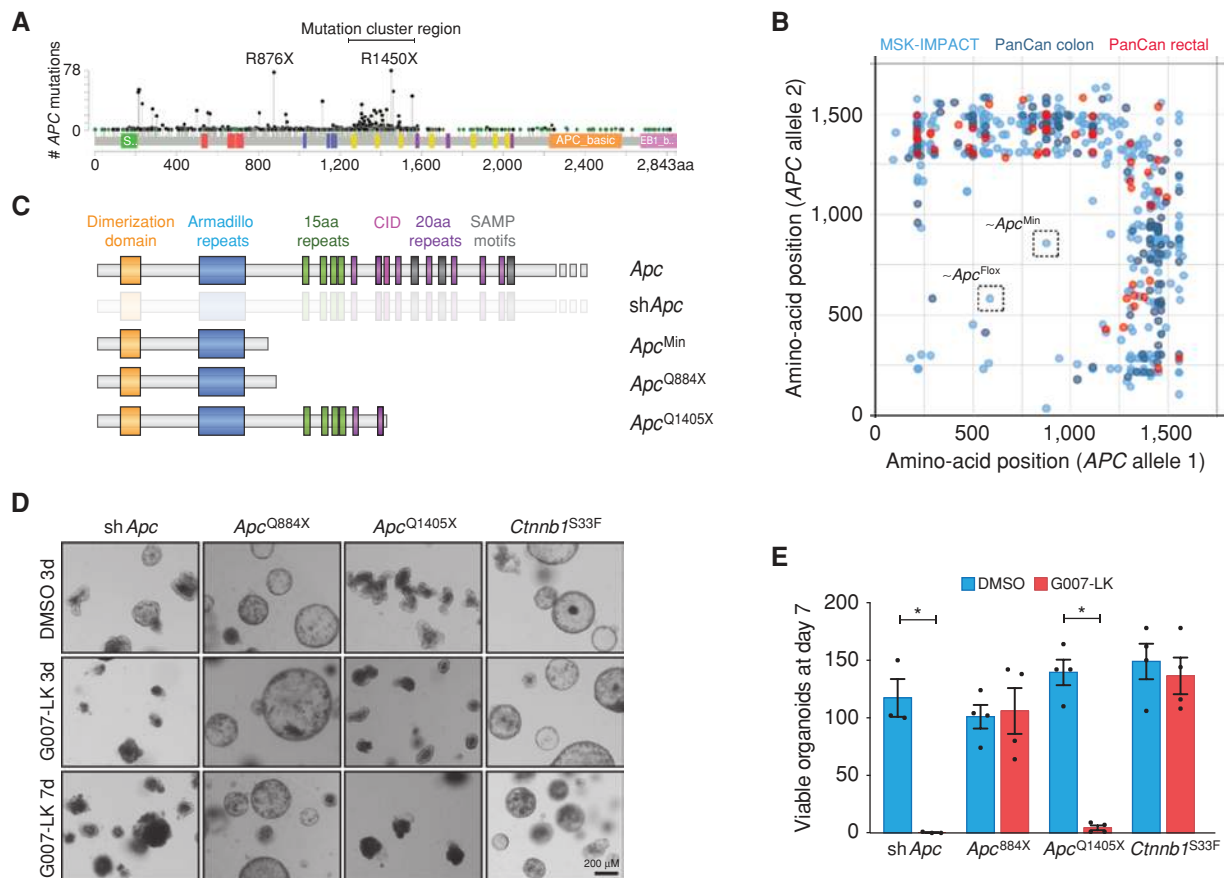 A
Mutation cluster region
R876X
R1450X
78
0
# APC mutations
S..
APC_basic
EB1_b..
0 400 800 1,200 1,600 2,000 2,400 2,843aa
B
MSK-IMPACT PanCan colon PanCan rectal
Amino-acid position (APC allele 2)
1,500
1,000
500
0
~ApcMin
~ApcFlox
0 500 1,000 1,500
Amino-acid position (APC allele 1)
C
Dimerization domain
Armadillo repeats
15aa repeats
CID
20aa repeats
SAMP motifs
Apc
shApc
ApcMin
ApcQ884X
ApcQ1405X
D
sh Apc ApcQ884X ApcQ1405X Ctnnb1S33F
DMSO 3d
G007-LK 3d
G007-LK 7d
200 µM
E
DMSO G007-LK
Viable organoids at day 7
200
150
100
50
0
* *
sh Apc Apc884X ApcQ1405X Ctnnb1S33F